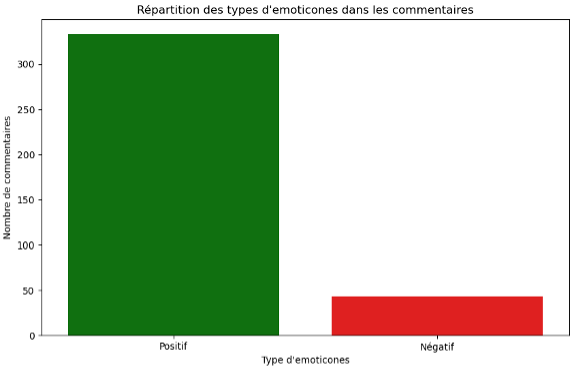 Répartition des types d'emoticones dans les commentaires
Nombre de commentaires
300
250
200
150
100
50
0
Positif
Négatif
Type d'emoticones